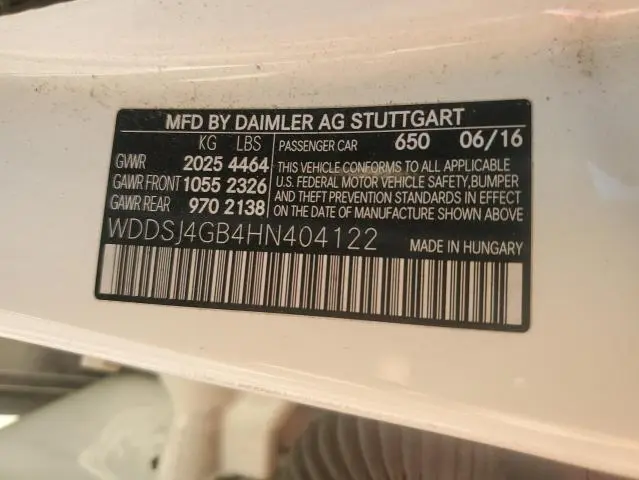 MFD BY DAIMLER AG STUTTGART
KG LBS PASSENGER CAR 650 06/16
GVWR 2025 4464 THIS VEHICLE CONFORMS TO ALL APPLICABLE
GAWR FRONT 1055 2326 U.S. FEDERAL MOTOR VEHICLE SAFETY, BUMPER
GAWR REAR 970 2138 AND THEFT PREVENTION STANDARDS IN EFFECT
ON THE DATE OF MANUFACTURE SHOWN ABOVE
WDDSJ4GB4HN404122 MADE IN HUNGARY